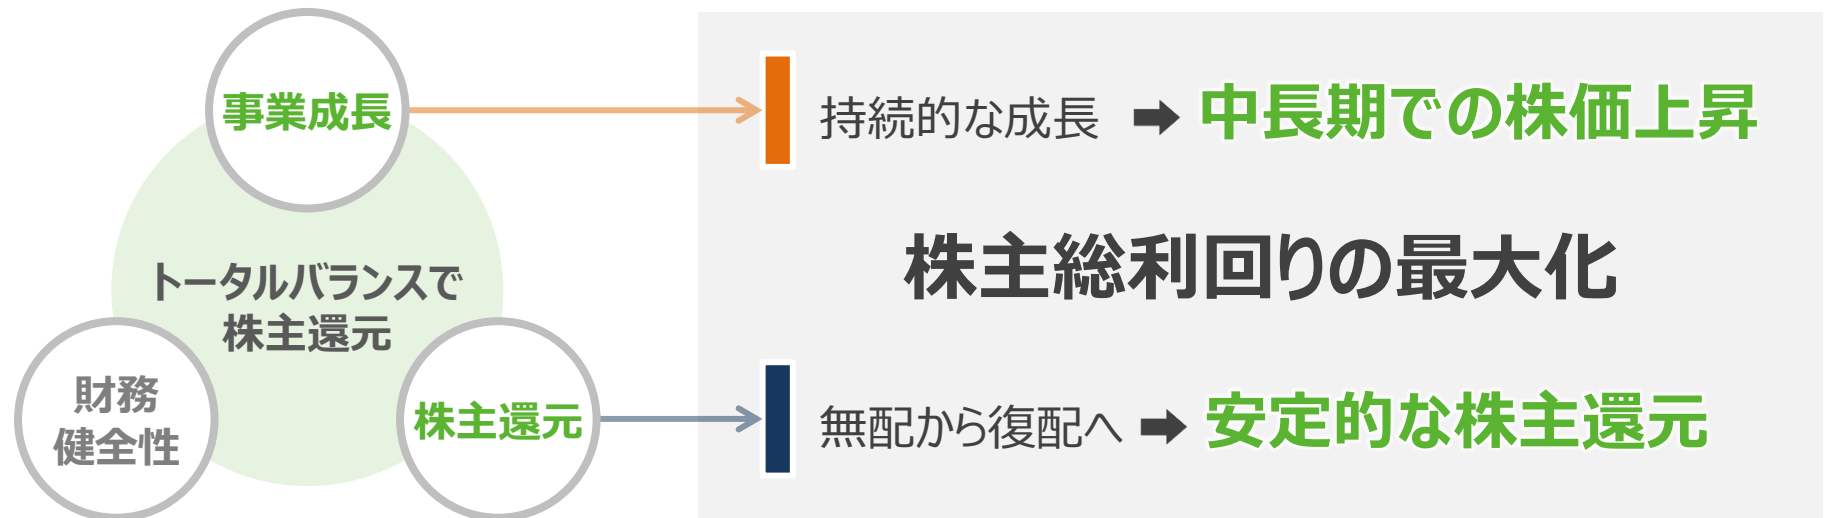 事業成長
トータルバランスで
株主還元
財務
健全性
株主還元
持続的な成長 ➡ 中長期での株価上昇
株主総利回りの最大化
無配から復配へ ➡ 安定的な株主還元